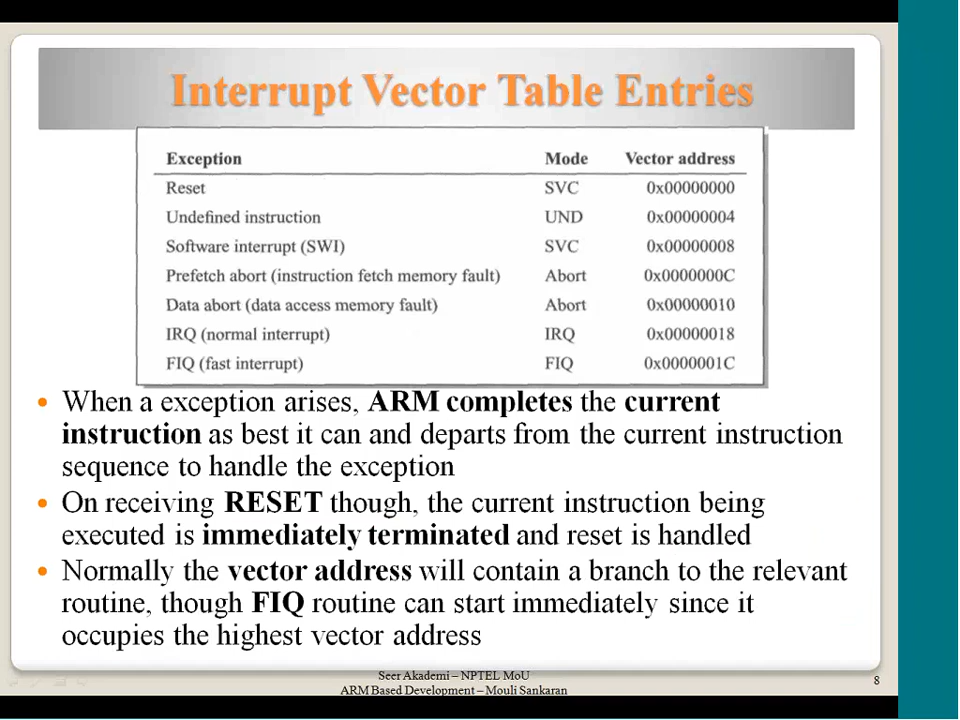 Interrupt Vector Table Entries
Exception Mode Vector address
Reset SVC 0x00000000
Undefined instruction UND 0x00000004
Software interrupt (SWI) SVC 0x00000008
Prefetch abort (instruction fetch memory fault) Abort 0x0000000C
Data abort (data access memory fault) Abort 0x00000010
IRQ (normal interrupt) IRQ 0x00000018
FIQ (fast interrupt) FIQ 0x0000001C
• When a exception arises, ARM completes the current
instruction as best it can and departs from the current instruction
sequence to handle the exception
• On receiving RESET though, the current instruction being
executed is immediately terminated and reset is handled
• Normally the vector address will contain a branch to the relevant
routine, though FIQ routine can start immediately since it
occupies the highest vector address
Seer Akademi – NPTEL MoU
ARM Based Development – Mouli Sankaran
8